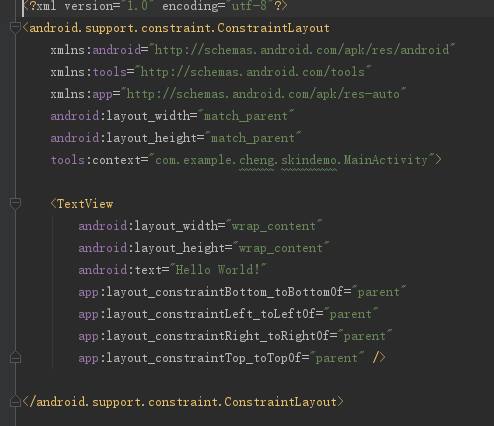 <?xml version="1.0" encoding="utf-8"?>
<android.support.constraint.ConstraintLayout
xmlns:android="http://schemas.android.com/apk/res/android"
xmlns:tools="http://schemas.android.com/tools"
xmlns:app="http://schemas.android.com/apk/res-auto"
android:layout_width="match_parent"
android:layout_height="match_parent"
tools:context="com.example.cheng.skindemo.MainActivity">
<TextView
android:layout_width="wrap_content"
android:layout_height="wrap_content"
android:text="Hello World!"
app:layout_constraintBottom_toBottomOf="parent"
app:layout_constraintLeft_toLeftOf="parent"
app:layout_constraintRight_toRightOf="parent"
app:layout_constraintTop_toTopOf="parent" />
</android.support.constraint.ConstraintLayout>